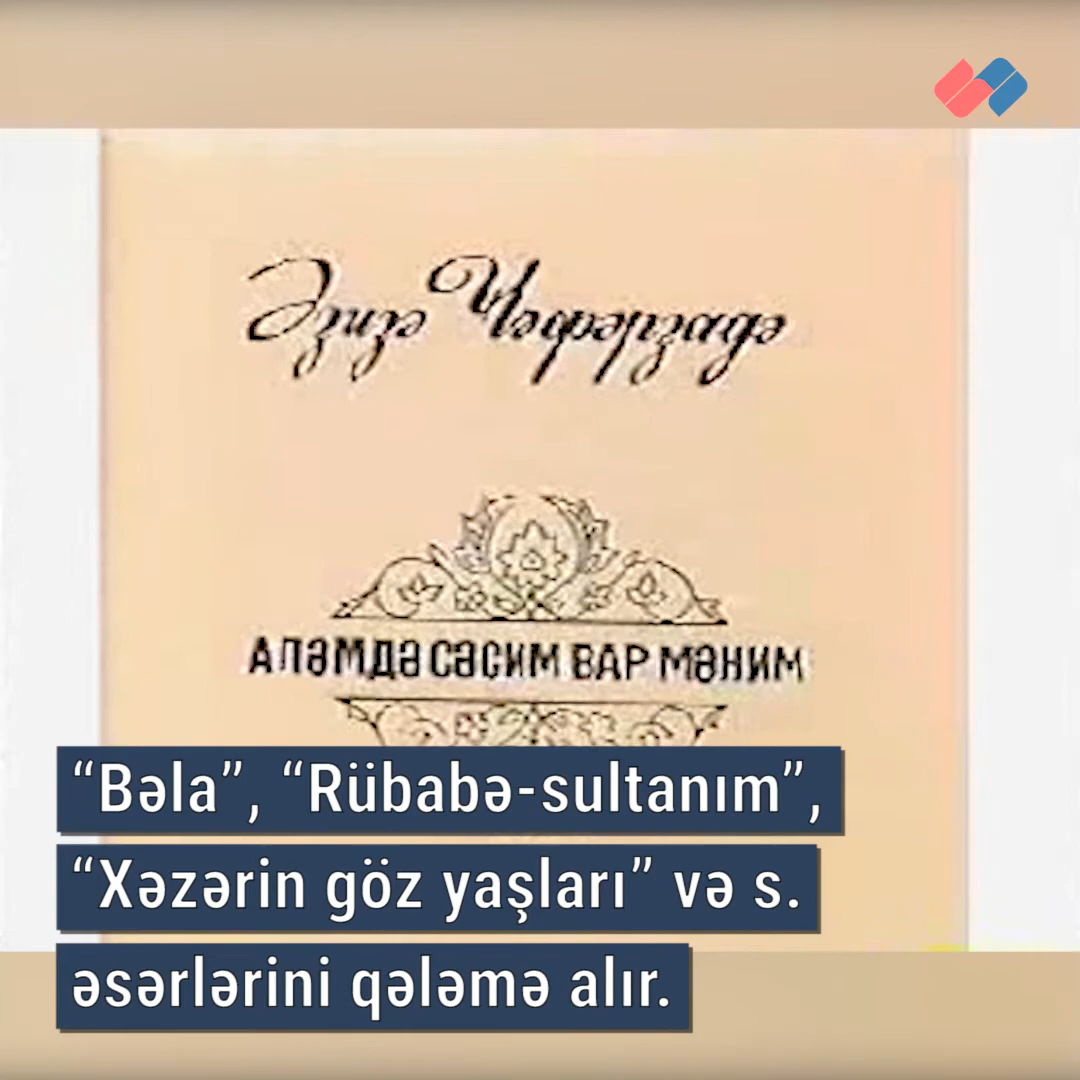 Әзизә Ҹәфәрзадә
АЛӘМДӘ СӘСИМ ВАР МӘНИМ
“Bəla”, “Rübabə-sultanım”,
“Xəzərin göz yaşları” və s.
əsərlərini qələmə alır.